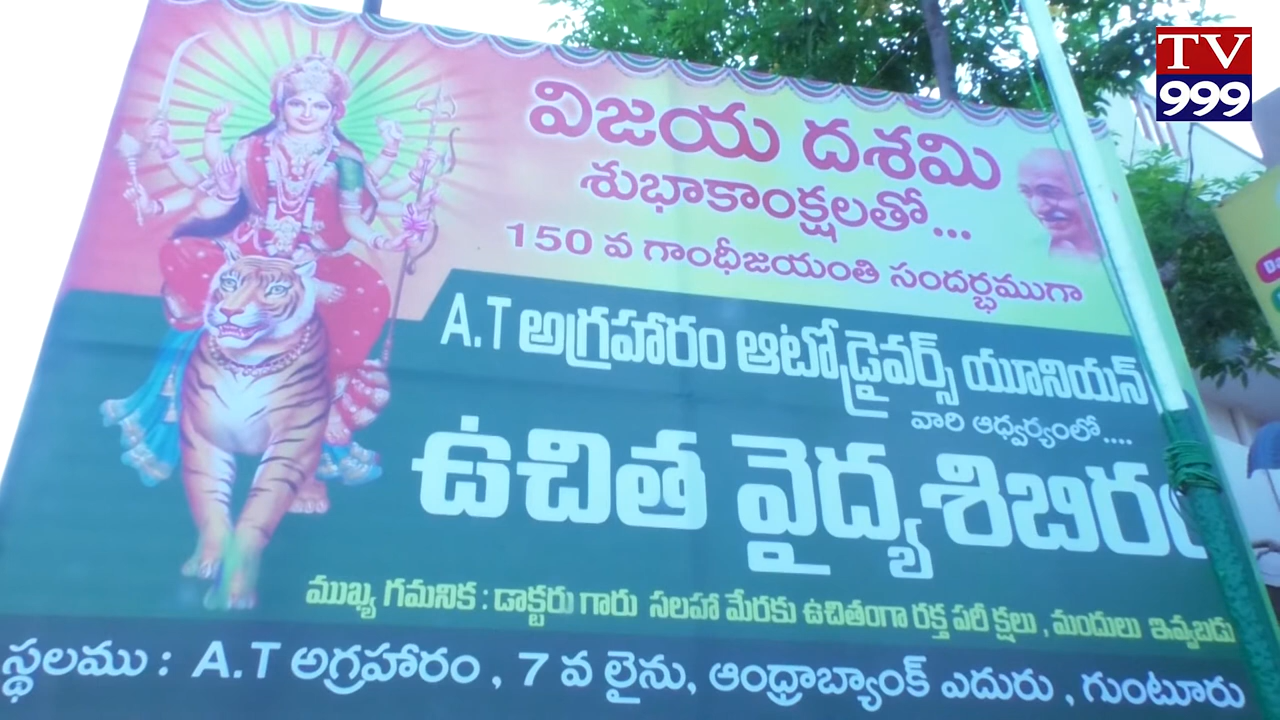 TV
999
విజయ దశమి
శుభాకాంక్షలతో...
150 వ గాంధీజయంతి సందర్భముగా
A.T అగ్రహారం ఆటోడ్రైవర్స్ యూనియన్
వారి ఆధ్వర్యంలో....
ఉచిత వైద్యశిబిరం
ముఖ్య గమనిక : డాక్టరు గారు సలహా మేరకు ఉచితంగా రక్త పరీక్షలు , మందులు ఇవ్వబడు
స్థలము : A.T అగ్రహారం , 7 వ లైను, ఆంధ్రాబ్యాంక్ ఎదురు , గుంటూరు